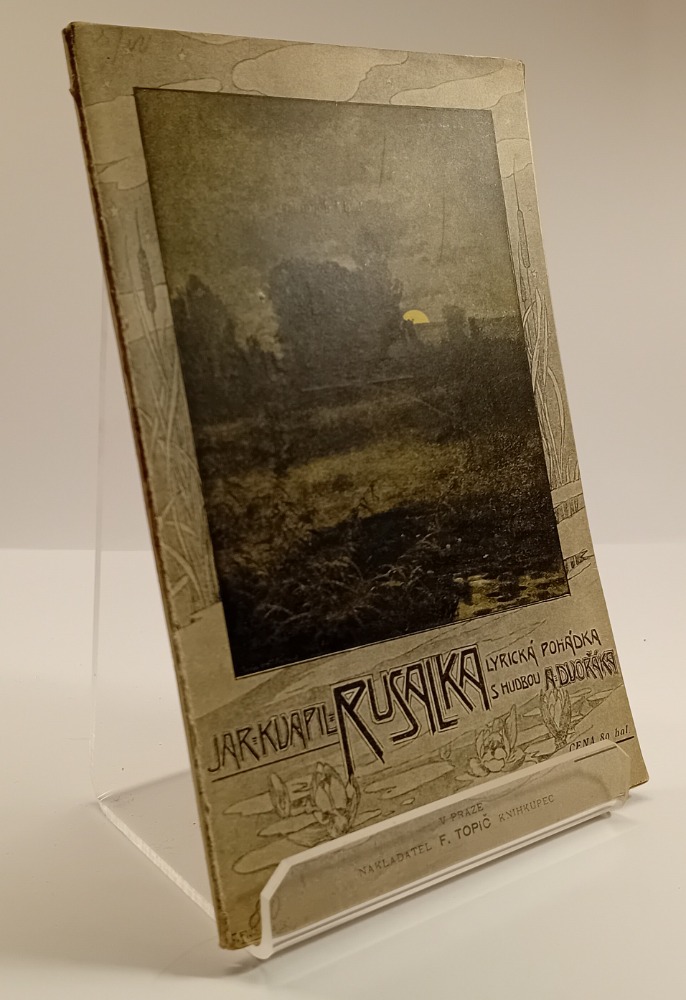 JAR·KVAPIL:
RUSALKA
LYRICKÁ POHÁDKA
S HUDBOU A·DVOŘÁKA
CENA 80 hal.
V PRAZE
NAKLADATEL F. TOPIČ KNIHKUPEC